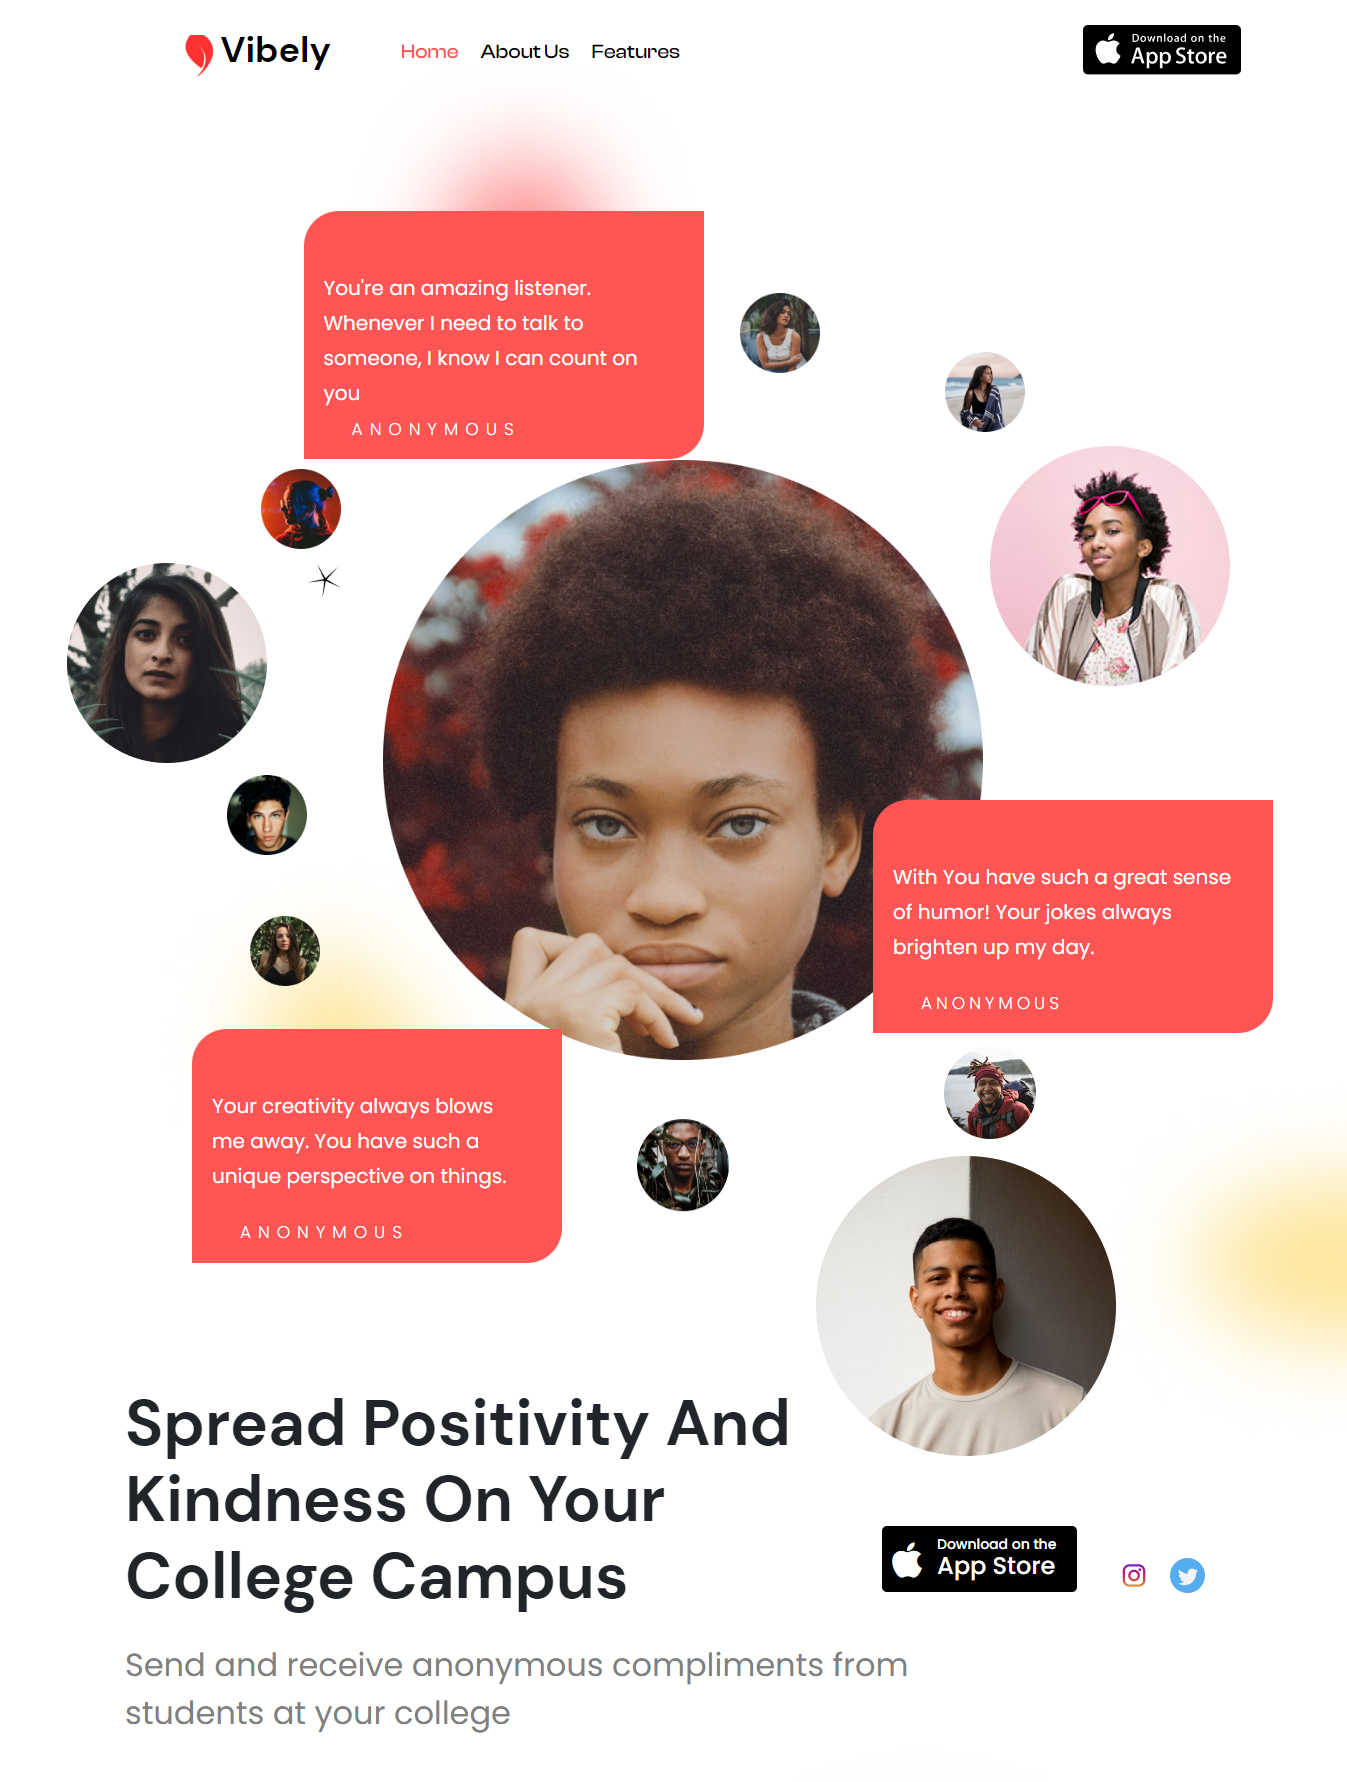 Vibely
Home
About Us
Features
Download on the
App Store
You're an amazing listener.
Whenever I need to talk to
someone, I know I can count on
you
ANONYMOUS
With You have such a great sense
of humor! Your jokes always
brighten up my day.
ANONYMOUS
Your creativity always blows
me away. You have such a
unique perspective on things.
ANONYMOUS
Spread Positivity And
Kindness On Your
College Campus
Download on the
App Store
Send and receive anonymous compliments from
students at your college